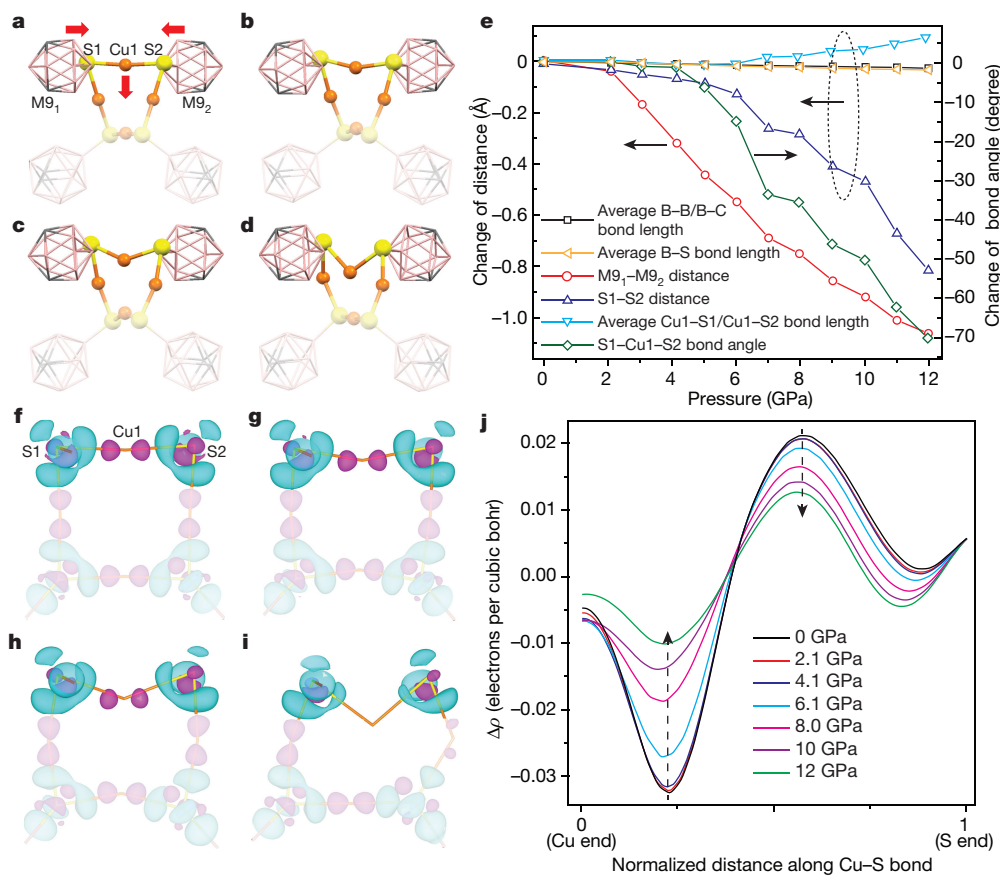 a
S1 Cu1 S2
M9₁ M9₂
b
c
d
e
Change of distance (Å)
0
−0.2
−0.4
−0.6
−0.8
−1.0
0
−10
−20
−30
−40
−50
−60
−70
Change of bond angle (degree)
Average B–B/B–C
bond length
Average B–S bond length
M9₁–M9₂ distance
S1–S2 distance
Average Cu1–S1/Cu1–S2 bond length
S1–Cu1–S2 bond angle
0 2 4 6 8 10 12
Pressure (GPa)
f
Cu1
S1 S2
g
h
i
j
Δρ (electrons per cubic bohr)
0.02
0.01
0.00
−0.01
−0.02
−0.03
0 GPa
2.1 GPa
4.1 GPa
6.1 GPa
8.0 GPa
10 GPa
12 GPa
0 1
(Cu end) (S end)
Normalized distance along Cu–S bond